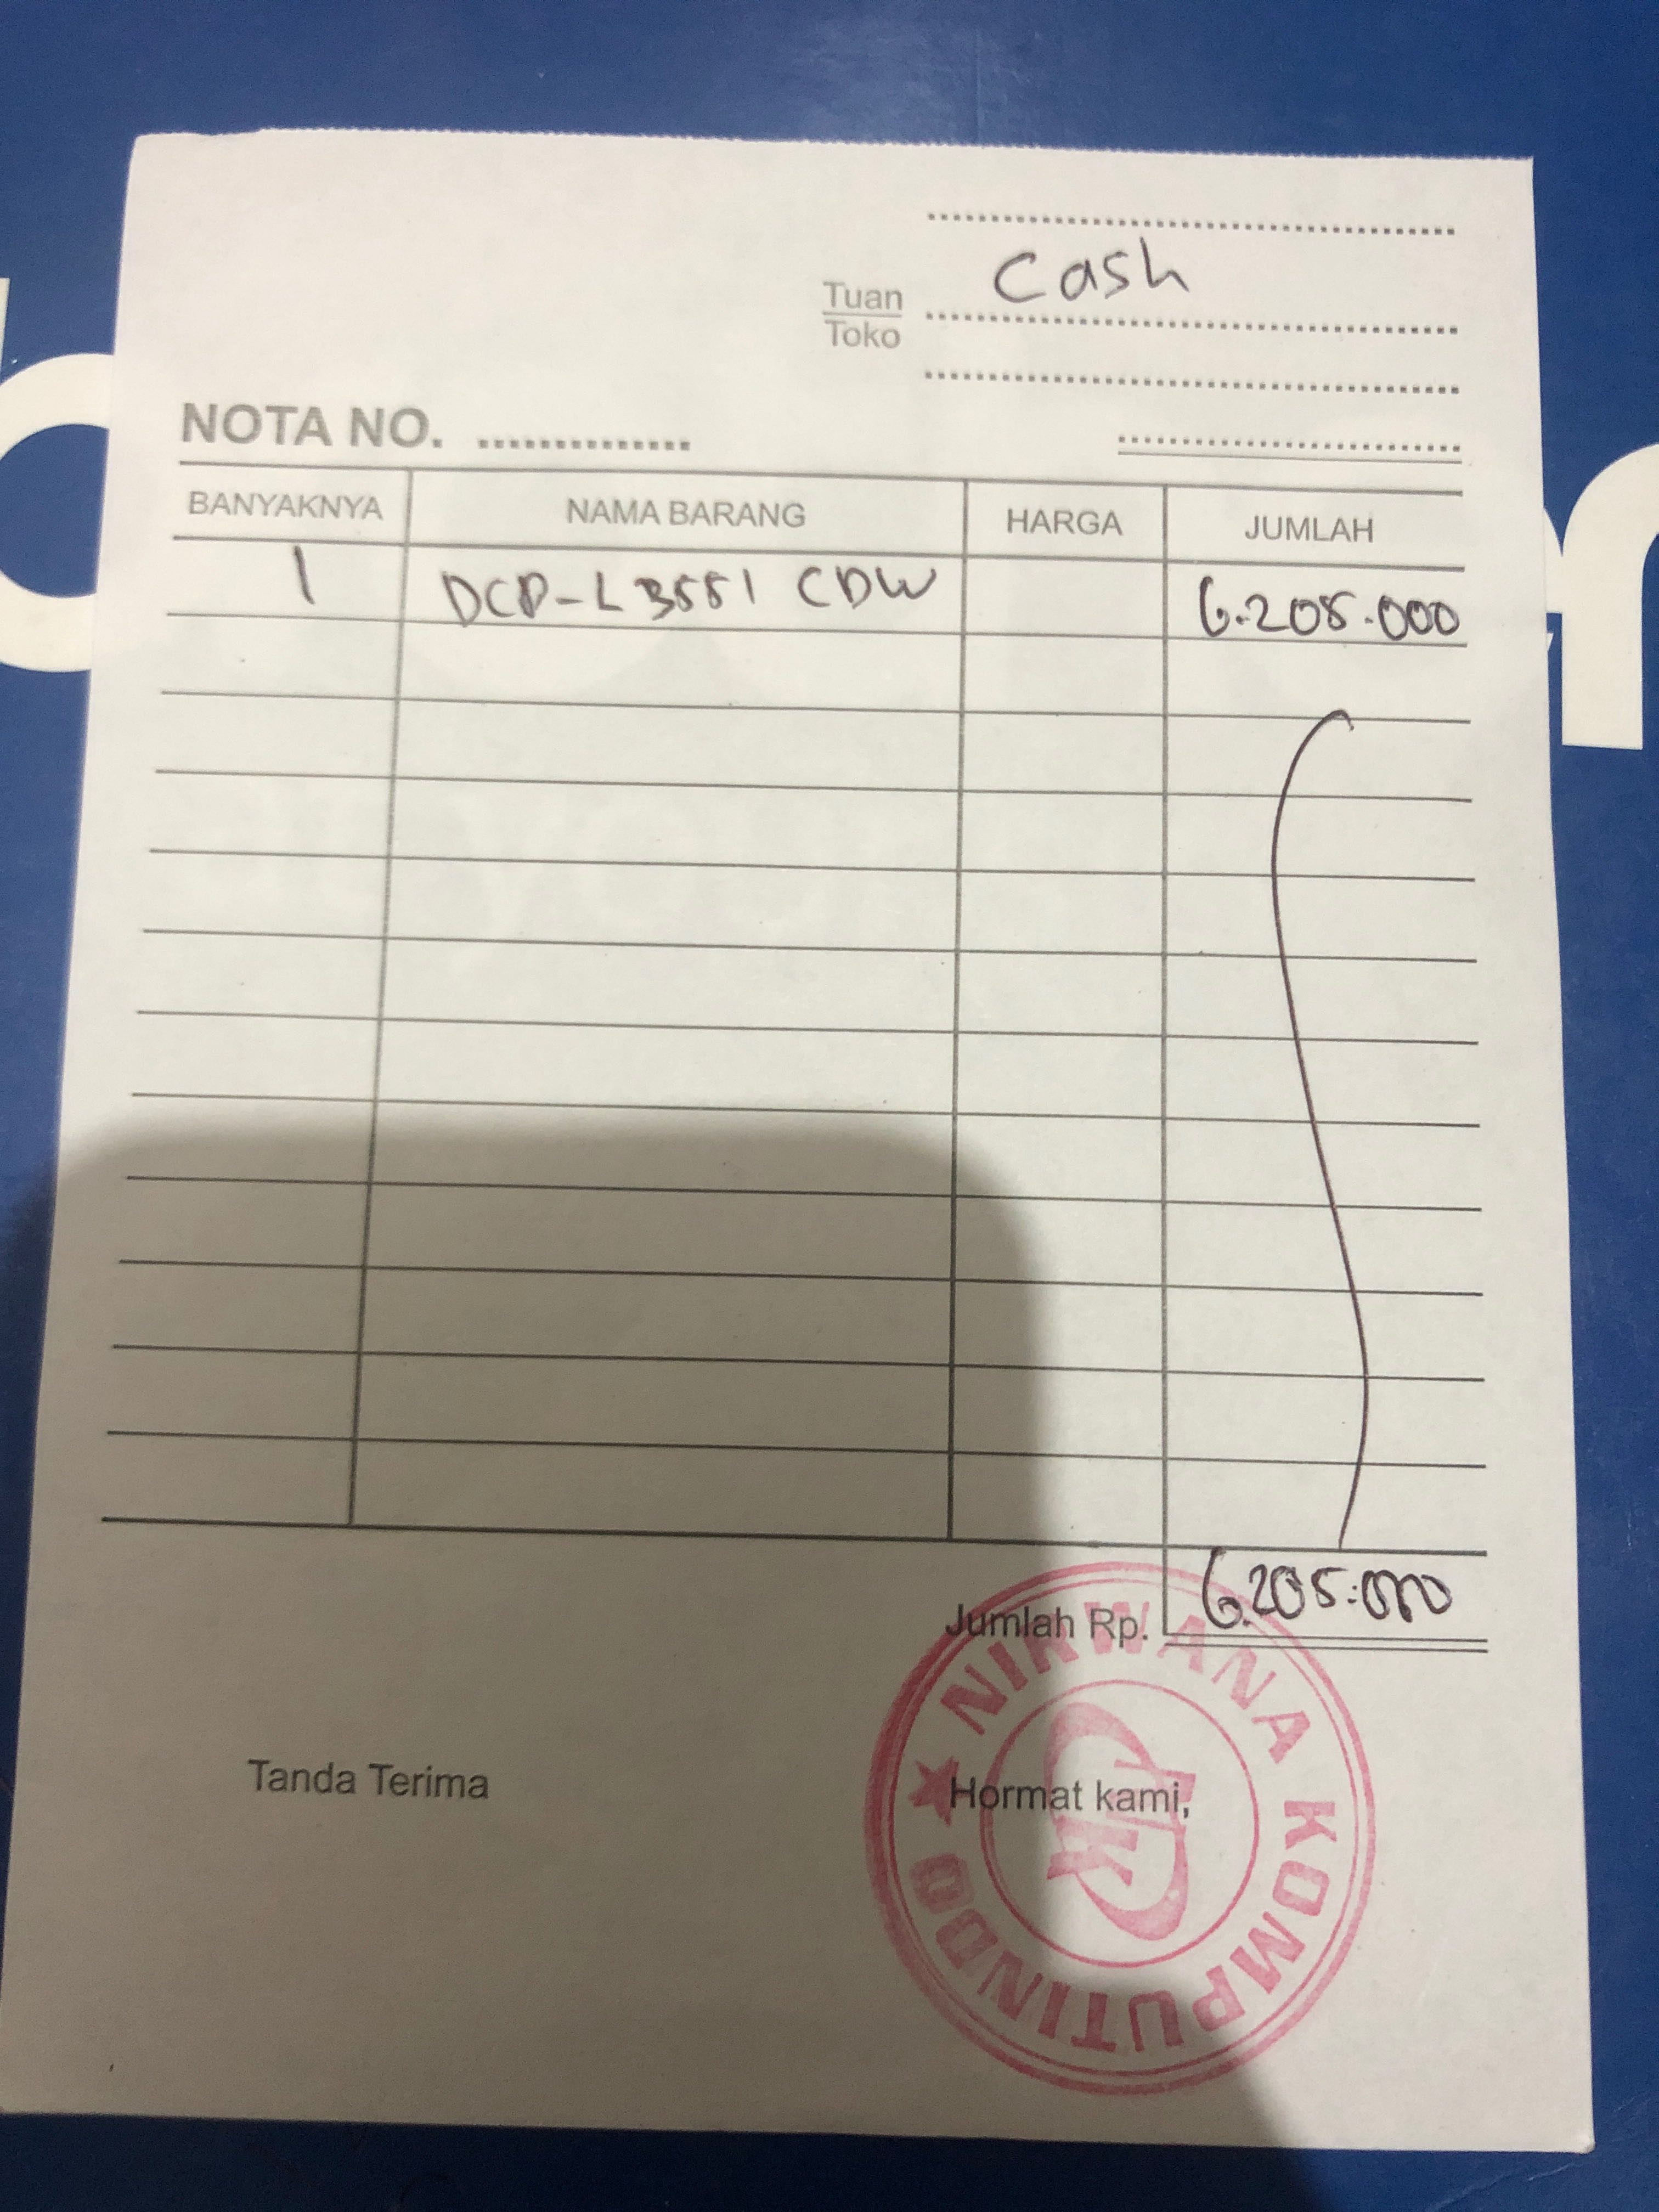 Cash
Tuan
Toko
NOTA NO. ..............
BANYAKNYA NAMA BARANG HARGA JUMLAH
1 DCP-L3551 CDW 6.205.000
Jumlah Rp. 6.205.000
Tanda Terima Hormat kami,
NIRWANA KOMPUTINDO
NK